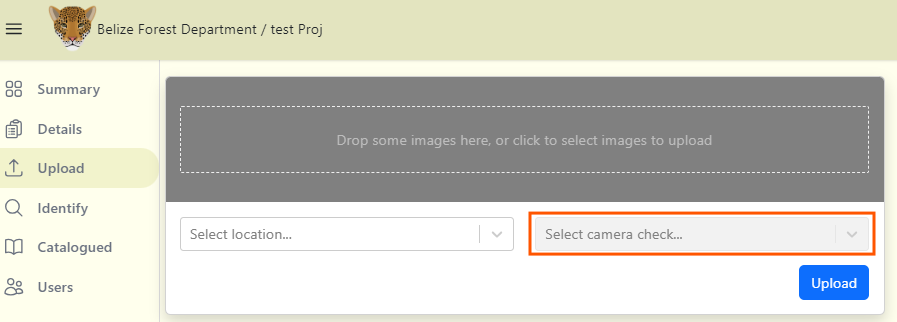 Belize Forest Department / test Proj
Summary
Details
Upload
Identify
Catalogued
Users
Drop some images here, or click to select images to upload
Select location...
Select camera check...
Upload